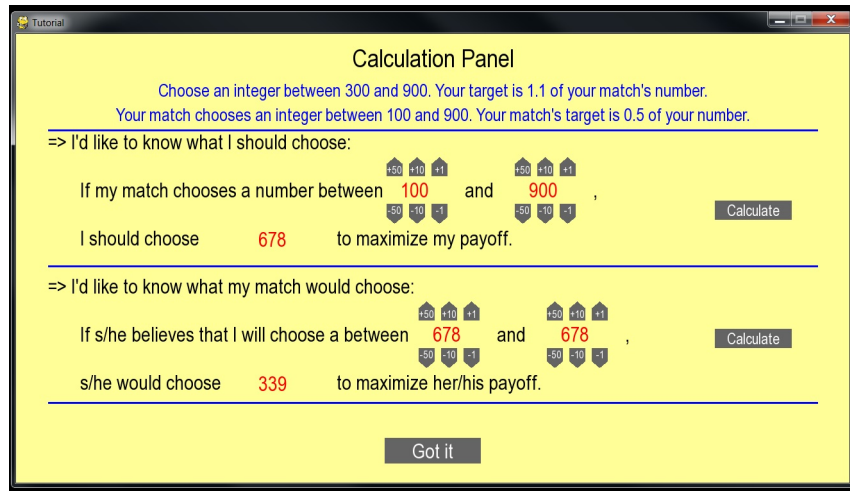 Tutorial
Calculation Panel
Choose an integer between 300 and 900. Your target is 1.1 of your match's number.
Your match chooses an integer between 100 and 900. Your match's target is 0.5 of your number.
=> I'd like to know what I should choose:
+50 +10 +1 +50 +10 +1
If my match chooses a number between 100 and 900 ,
-50 -10 -1 -50 -10 -1
Calculate
I should choose 678 to maximize my payoff.
=> I'd like to know what my match would choose:
+50 +10 +1 +50 +10 +1
If s/he believes that I will choose a between 678 and 678 ,
Calculate
-50 -10 -1 -50 -10 -1
s/he would choose 339 to maximize her/his payoff.
Got it